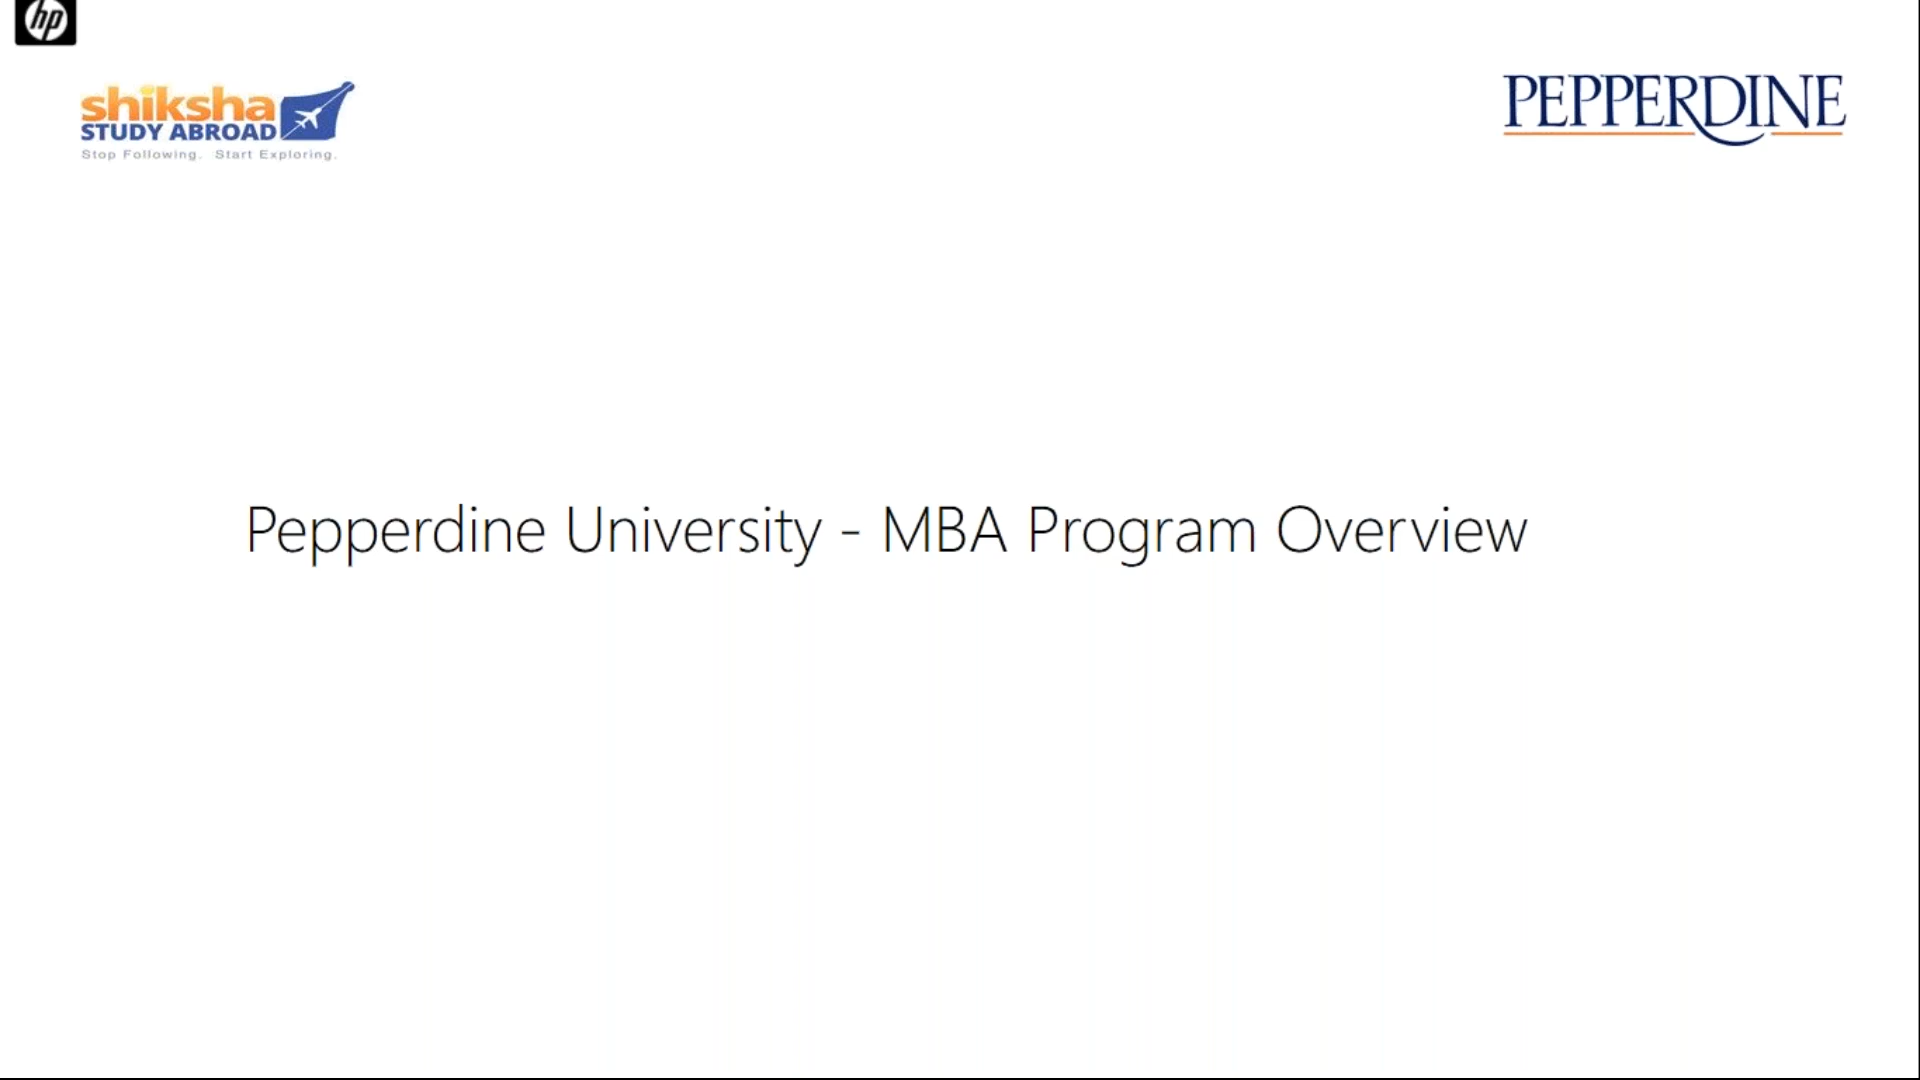 hp
shiksha
STUDY ABROAD
Stop Following. Start Exploring.
PEPPERDINE
Pepperdine University - MBA Program Overview